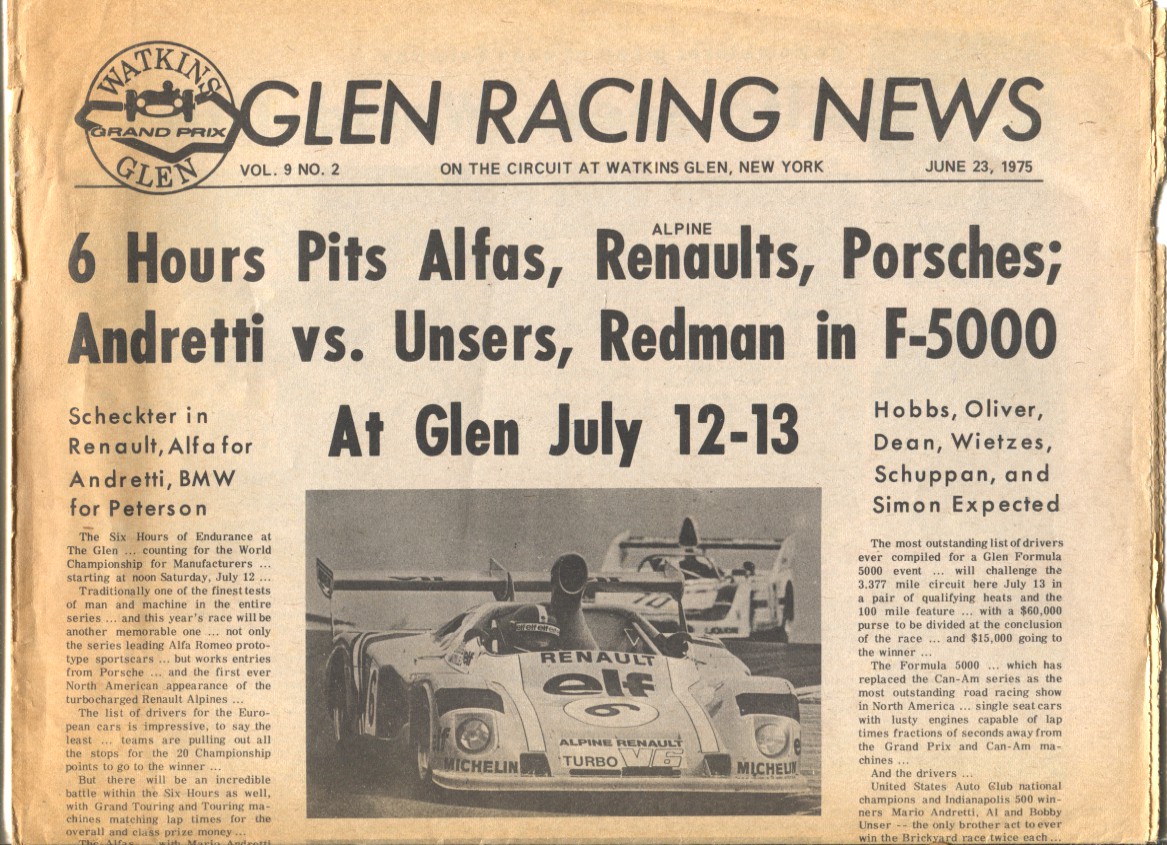 WATKINS
GRAND PRIX
GLEN
GLEN RACING NEWS
VOL. 9 NO. 2
ON THE CIRCUIT AT WATKINS GLEN, NEW YORK
JUNE 23, 1975
ALPINE
6 Hours Pits Alfas, Renaults, Porsches;
Andretti vs. Unsers, Redman in F-5000
At Glen July 12-13
Scheckter in
Renault, Alfa for
Andretti, BMW
for Peterson
The Six Hours of Endurance at
The Glen ... counting for the World
Championship for Manufacturers ...
starting at noon Saturday, July 12 ...
Traditionally one of the finest tests
of man and machine in the entire
series ... and this year's race will be
another memorable one ... not only
the series leading Alfa Romeo proto-
type sportscars ... but works entries
from Porsche ... and the first ever
North American appearance of the
turbocharged Renault Alpines ...
The list of drivers for the Euro-
pean cars is impressive, to say the
least ... teams are pulling out all
the stops for the 20 Championship
points to go to the winner ...
But there will be an incredible
battle within the Six Hours as well,
with Grand Touring and Touring ma-
chines matching lap times for the
overall and class prize money ...
The Alfas ... with Mario Andretti
10
elf elf elf
RENAULT
elf
6
6
ALPINE RENAULT
TURBO V6
MICHELIN
MICHELIN
Hobbs, Oliver,
Dean, Wietzes,
Schuppan, and
Simon Expected
The most outstanding list of drivers
ever compiled for a Glen Formula
5000 event ... will challenge the
3.377 mile circuit here July 13 in
a pair of qualifying heats and the
100 mile feature ... with a $60,000
purse to be divided at the conclusion
of the race ... and $15,000 going to
the winner ...
The Formula 5000 ... which has
replaced the Can-Am series as the
most outstanding road racing show
in North America ... single seat cars
with lusty engines capable of lap
times fractions of seconds away from
the Grand Prix and Can-Am ma-
chines ...
And the drivers ...
United States Auto Club national
champions and Indianapolis 500 win-
ners Mario Andretti, Al and Bobby
Unser -- the only brother act to ever
win the Brickyard race twice each ...